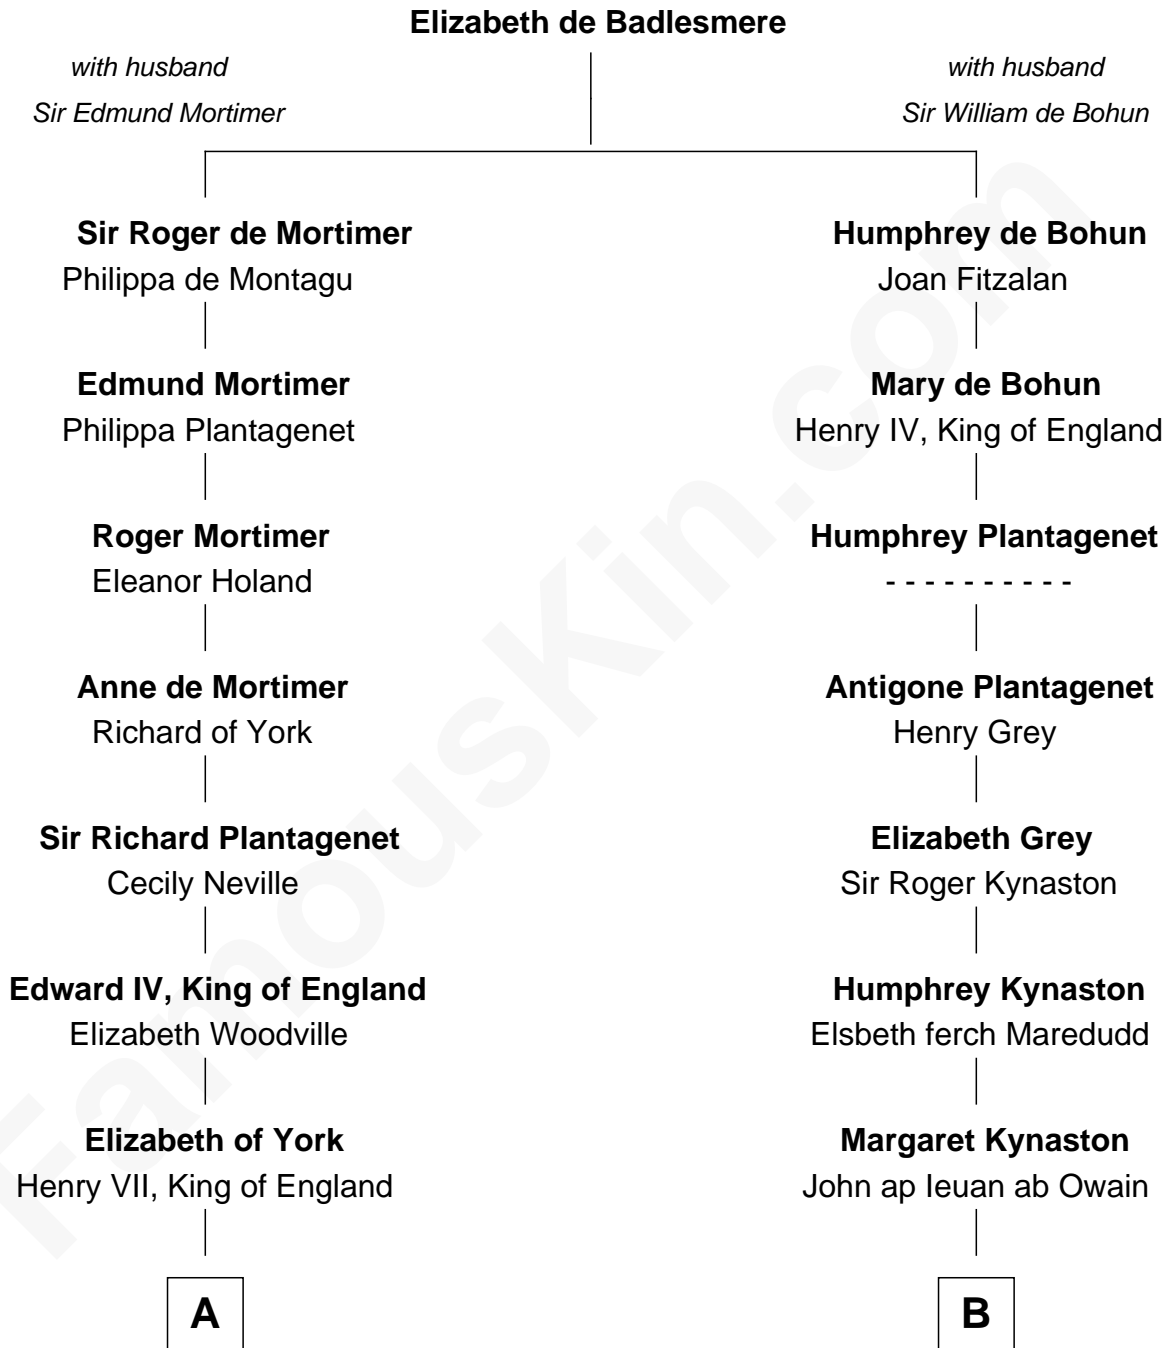 Elizabeth de Badlesmere
with husband
Sir Edmund Mortimer
with husband
Sir William de Bohun
Sir Roger de Mortimer
Philippa de Montagu
Humphrey de Bohun
Joan Fitzalan
Edmund Mortimer
Philippa Plantagenet
Mary de Bohun
Henry IV, King of England
Roger Mortimer
Eleanor Holand
Humphrey Plantagenet
- - - - - - - - - -
Anne de Mortimer
Richard of York
Antigone Plantagenet
Henry Grey
Sir Richard Plantagenet
Cecily Neville
Elizabeth Grey
Sir Roger Kynaston
Edward IV, King of England
Elizabeth Woodville
Humphrey Kynaston
Elsbeth ferch Maredudd
Elizabeth of York
Henry VII, King of England
Margaret Kynaston
John ap Ieuan ab Owain
A
B
FamousKin.com